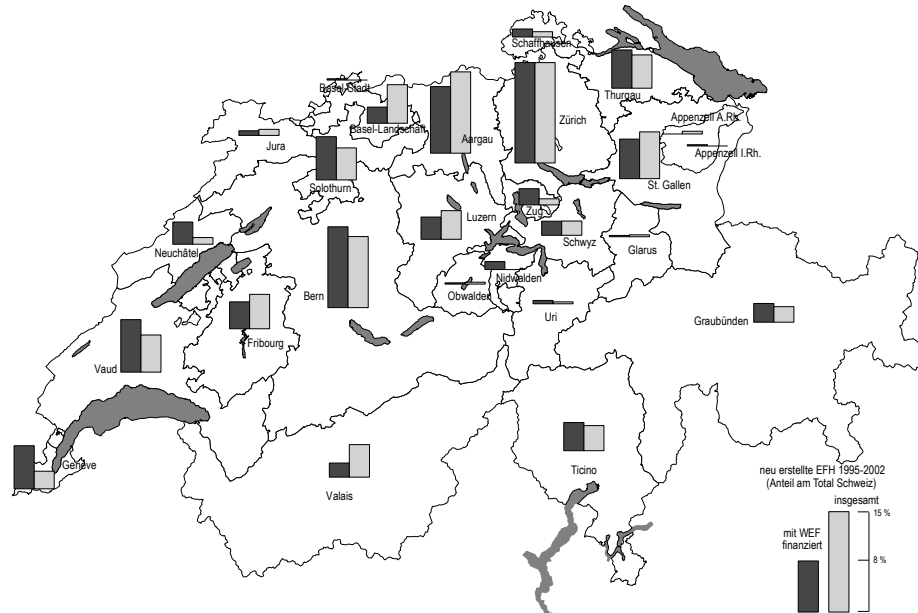 Schaffhausen
Basel-Stadt
Thurgau
Basel-Landschaft
Aargau
Zürich
Appenzell A.Rh.
Appenzell I.Rh.
Jura
Solothurn
St. Gallen
Zug
Luzern
Schwyz
Glarus
Neuchâtel
Nidwalden
Obwalden
Bern
Uri
Graubünden
Fribourg
Vaud
Genève
Valais
Ticino
neu erstellte EFH 1995-2002
(Anteil am Total Schweiz)
insgesamt
15 %
mit WEF
finanziert
8 %